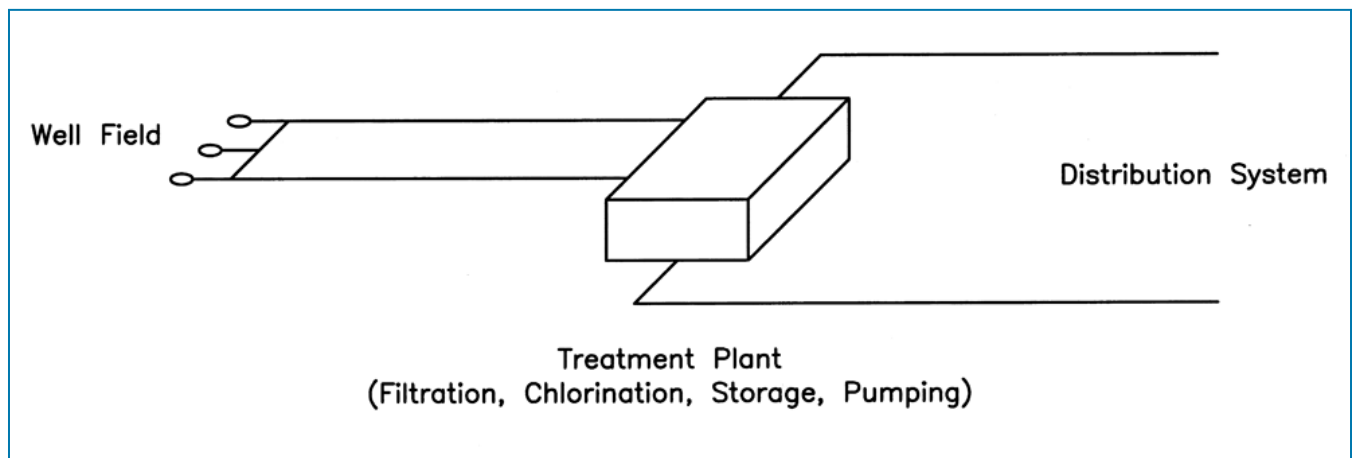 Well Field
Distribution System
Treatment Plant
(Filtration, Chlorination, Storage, Pumping)